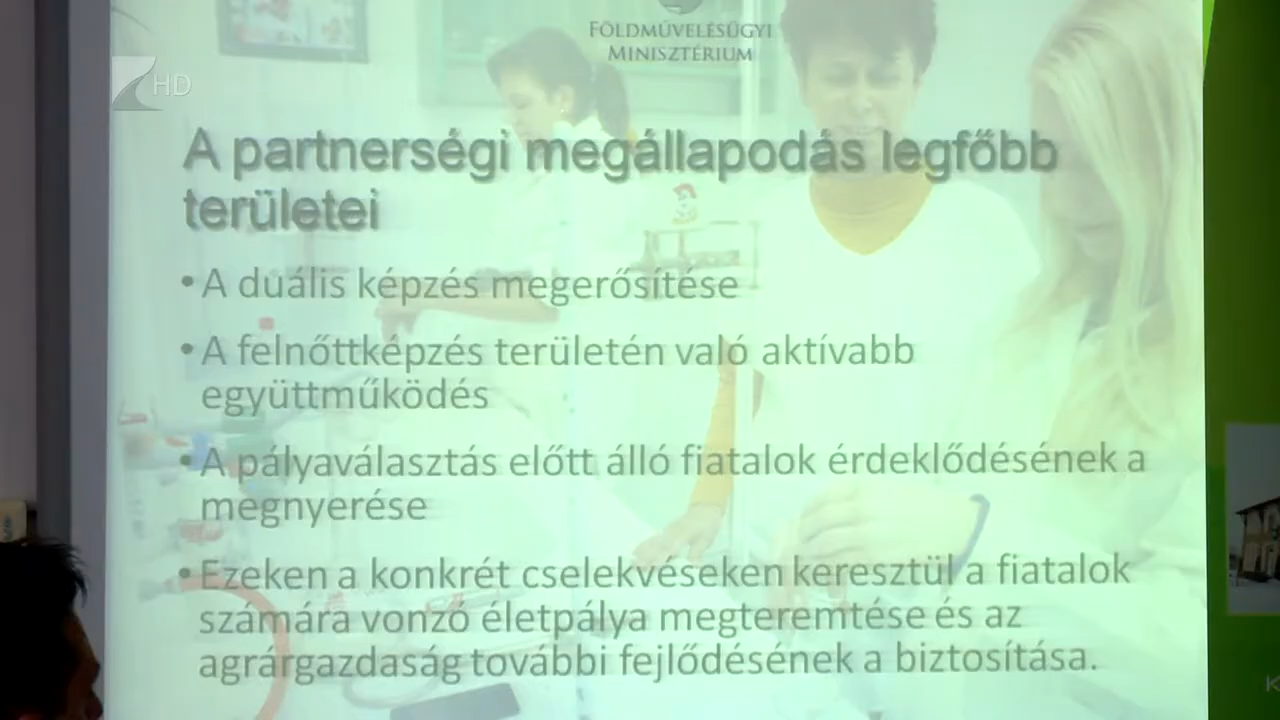 FÖLDMŰVELÉSÜGYI
MINISZTÉRIUM
HD
A partnerségi megállapodás legfőbb
területei
• A duális képzés megerősítése
• A felnőttképzés területén való aktívabb
együttműködés
• A pályaválasztás előtt álló fiatalok érdeklődésének a
megnyerése
• Ezeken a konkrét cselekvéseken keresztül a fiatalok
számára vonzó életpálya megteremtése és az
agrárgazdaság további fejlődésének a biztosítása.
K